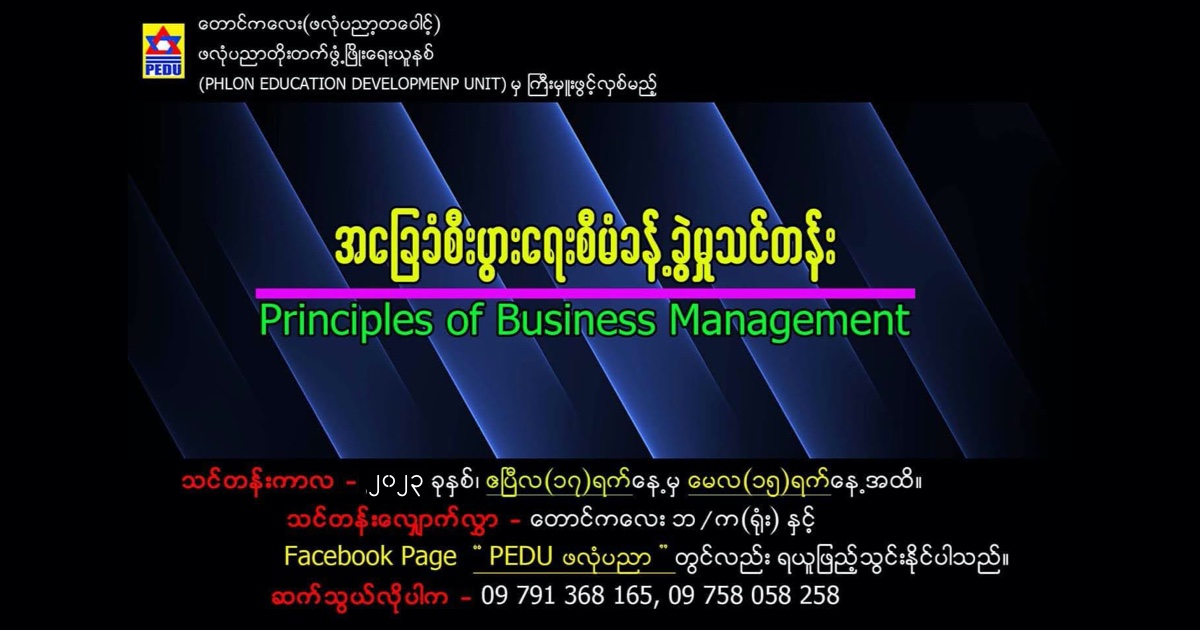 PEDU
တောင်ကလေး(ဖလုံပညာ့တဝေါင့်)
ဖလုံပညာတိုးတက်ဖွံ့ဖြိုးရေးယူနစ်
(PHLON EDUCATION DEVELOPMENP UNIT) မှ ကြီးမှူးဖွင့်လှစ်မည့်
အခြေခံစီးပွားရေးစီမံခန့်ခွဲမှုသင်တန်း
Principles of Business Management
သင်တန်းကာလ - ၂၀၂၃ ခုနှစ်၊ ဧပြီလ(၁၇)ရက်နေ့မှ မေလ(၁၅)ရက်နေ့အထိ။
သင်တန်းလျှောက်လွှာ - တောင်ကလေး ဘ/က(ရုံး) နှင့်
Facebook Page “ PEDU ဖလုံပညာ ” တွင်လည်း ရယူဖြည့်သွင်းနိုင်ပါသည်။
ဆက်သွယ်လိုပါက - 09 791 368 165, 09 758 058 258